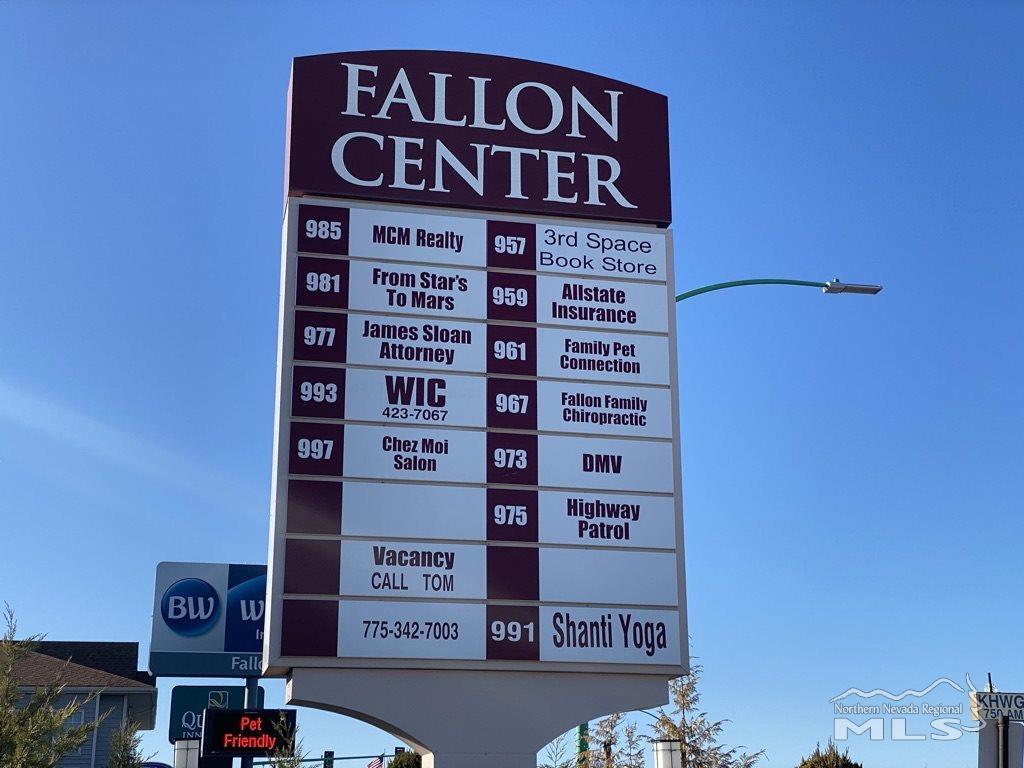 FALLON
CENTER
985 MCM Realty
981 From Star's
To Mars
977 James Sloan
Attorney
993 WIC
423-7067
997 Chez Moi
Salon
Vacancy
CALL TOM
775-342-7003
957 3rd Space
Book Store
959 Allstate
Insurance
961 Family Pet
Connection
967 Fallon Family
Chiropractic
973 DMV
975 Highway
Patrol
991 Shanti Yoga
BW
Pet
Friendly
KHWG
750 AM
Northern Nevada Regional
MLS